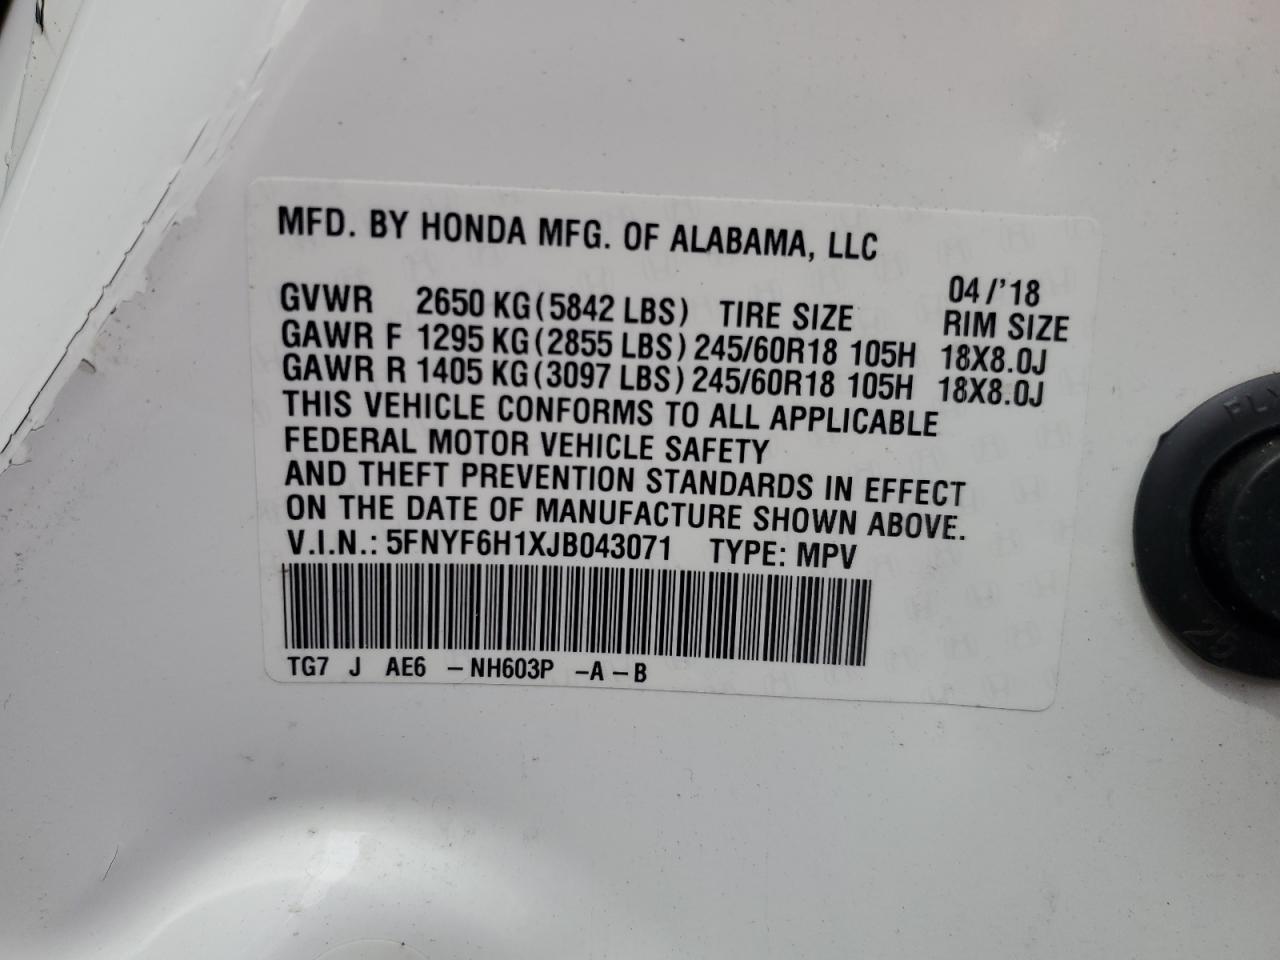 MFD. BY HONDA MFG. OF ALABAMA, LLC
04/'18
GVWR 2650 KG(5842 LBS) TIRE SIZE RIM SIZE
GAWR F 1295 KG(2855 LBS) 245/60R18 105H 18X8.0J
GAWR R 1405 KG(3097 LBS) 245/60R18 105H 18X8.0J
THIS VEHICLE CONFORMS TO ALL APPLICABLE
FEDERAL MOTOR VEHICLE SAFETY
AND THEFT PREVENTION STANDARDS IN EFFECT
ON THE DATE OF MANUFACTURE SHOWN ABOVE.
V.I.N.: 5FNYF6H1XJB043071 TYPE: MPV
TG7 J AE6 -NH603P -A-B
25